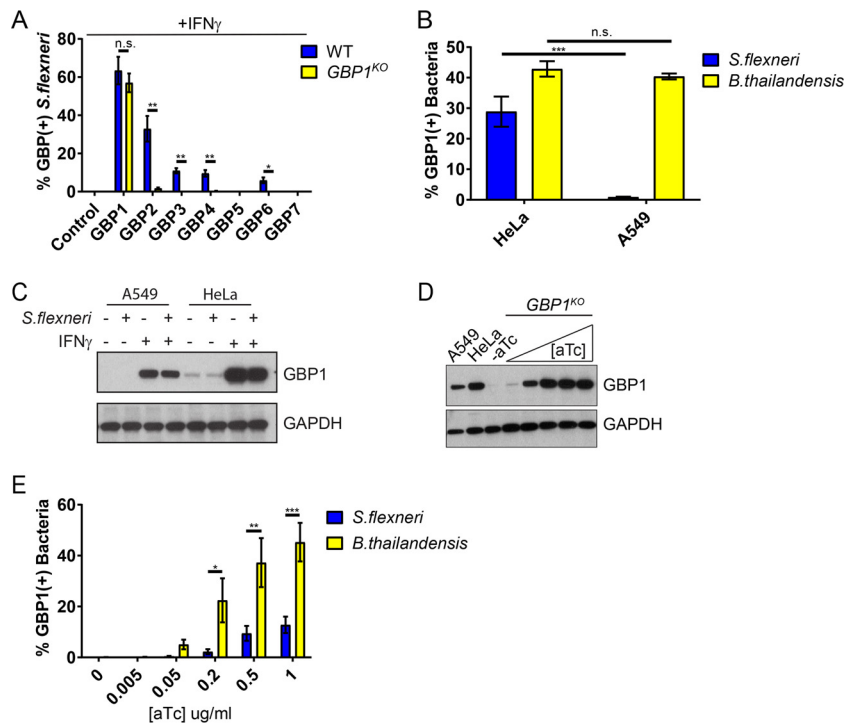 A
+IFNγ
% GBP(+) S.flexneri
80
60
40
20
0
n.s.
**
**
**
*
WT
GBP1KO
Control
GBP1
GBP2
GBP3
GBP4
GBP5
GBP6
GBP7
B
% GBP1(+) Bacteria
50
40
30
20
10
0
n.s.
***
S.flexneri
B.thailandensis
HeLa
A549
C
A549 HeLa
S.flexneri - + - + - + - +
IFNγ - - + + - - + +
GBP1
GAPDH
D
GBP1KO
A549
HeLa
-aTc
[aTc]
GBP1
GAPDH
E
% GBP1(+) Bacteria
60
40
20
0
*
**
***
S.flexneri
B.thailandensis
0
0.005
0.05
0.2
0.5
1
[aTc] ug/ml